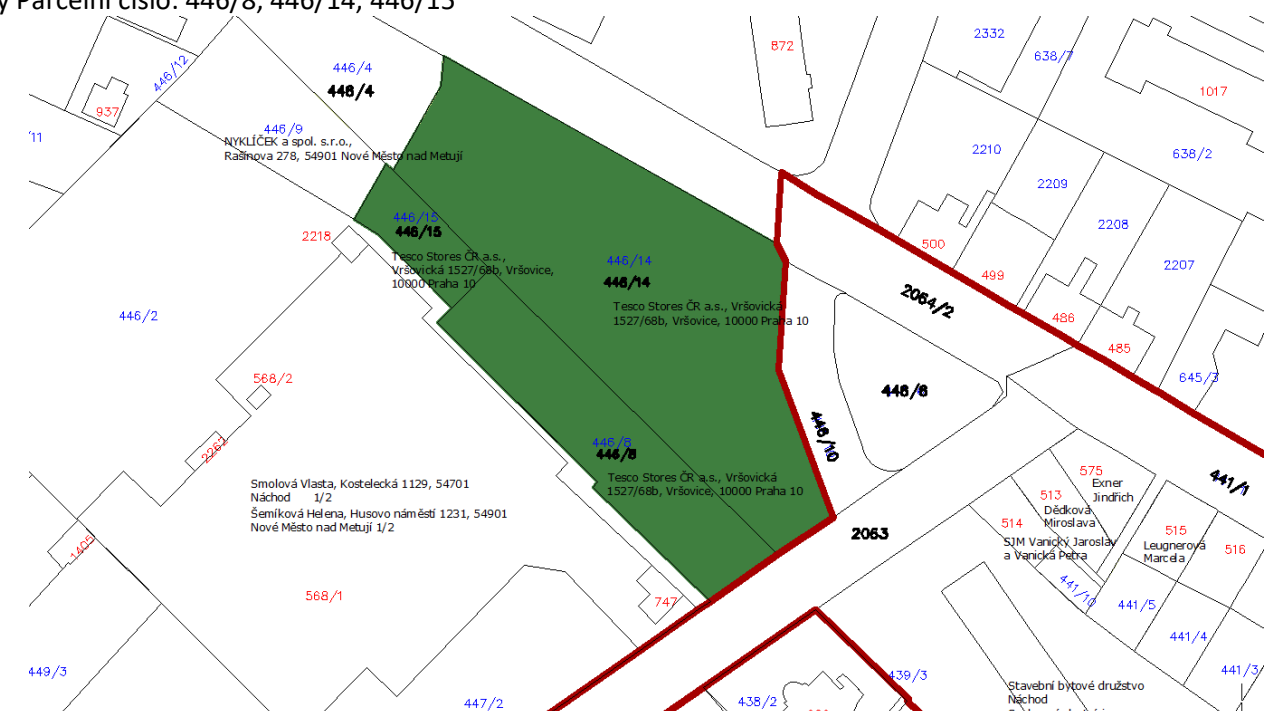 y Parcelní číslo: 446/8, 446/14, 446/15
446/12
937
'11
446/4
446/4
446/9
NYKLÍČEK a spol. s.r.o.,
Rašínova 278, 54901 Nové Město nad Metují
872
2332
638/7
1017
2210
638/2
2209
2208
2207
2218
446/15
446/15
Tesco Stores ČR a.s.,
Vršovická 1527/68b, Vršovice,
10000 Praha 10
446/14
446/14
Tesco Stores ČR a.s., Vršovická
1527/68b, Vršovice, 10000 Praha 10
500
499
486
485
2064/2
645/3
446/2
568/2
2262
446/6
446/10
446/8
446/8
Tesco Stores ČR a.s., Vršovická
1527/68b, Vršovice, 10000 Praha 10
441/1
Smolová Vlasta, Kostelecká 1129, 54701
Náchod 1/2
Šemíková Helena, Husovo náměstí 1231, 54901
Nové Město nad Metují 1/2
575
Exner
Jindřich
513
Dědková
Miroslava
514
SJM Vanický Jaroslav
a Vanická Petra
515
Leugnerová
Marcela
516
2063
1405
568/1
747
441/10
441/5
441/4
441/3
449/3
447/2
438/2
439/3
Stavební bytové družstvo
Náchod